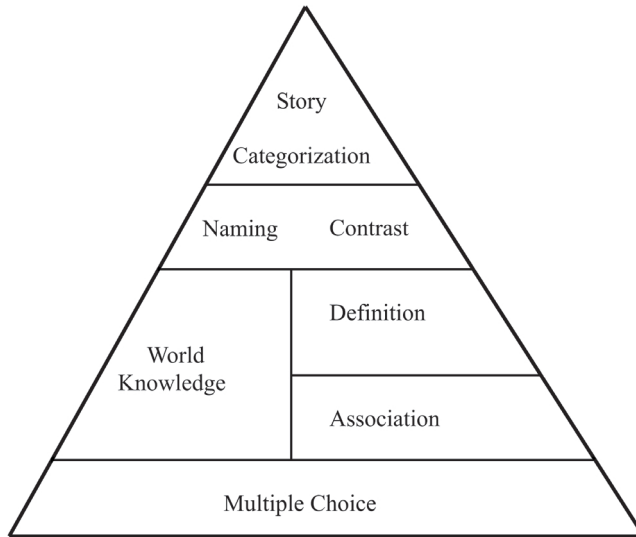 Story
Categorization
Naming Contrast
Definition
World
Knowledge
Association
Multiple Choice